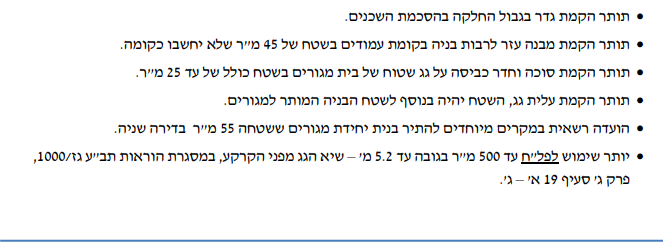 • תותר הקמת גדר בגבול החלקה בהסכמת השכנים.
• תותר הקמת מבנה עזר לרבות בניה בקומת עמודים בשטח של 45 מ״ר שלא יחשבו כקומה.
• תותר הקמת סוכה וחדר כביסה על גג שטוח של בית מגורים בשטח כולל של עד 25 מ״ר.
• תותר הקמת עלית גג, השטח יהיה בנוסף לשטח הבניה המותר למגורים.
• הועדה רשאית במקרים מיוחדים להתיר בנית יחידת מגורים ששטחה 55 מ״ר בדירה שניה.
• יותר שימוש לפל״ח עד 500 מ״ר בגובה עד 5.2 מ׳ – שיא הגג מפני הקרקע, במסגרת הוראות תב״ע גז/1000,
פרק ג׳ סעיף 19 א׳ – ג׳.